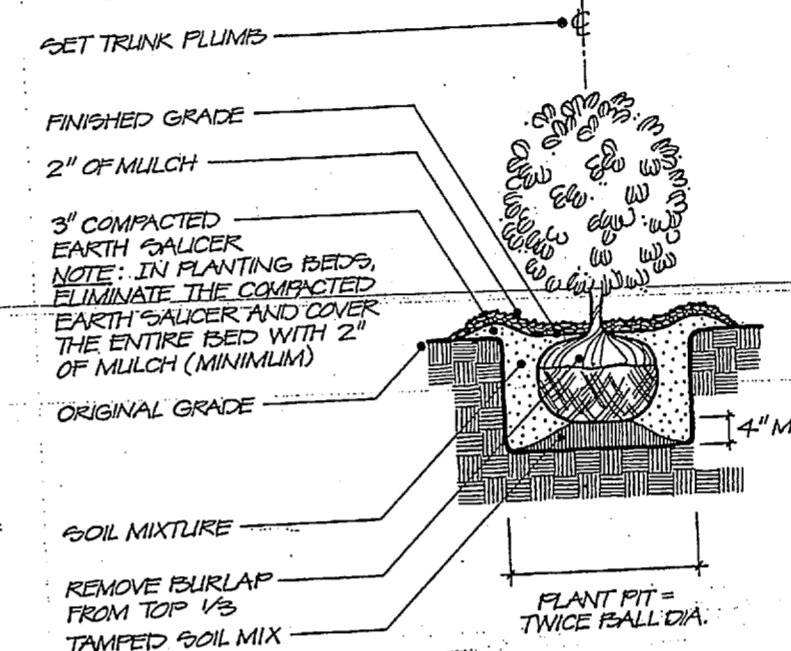 SET TRUNK PLUMB
℄
FINISHED GRADE
2" OF MULCH
3" COMPACTED
EARTH SAUCER
NOTE: IN PLANTING BEDS,
ELIMINATE THE COMPACTED
EARTH SAUCER AND COVER
THE ENTIRE BED WITH 2"
OF MULCH (MINIMUM)
ORIGINAL GRADE
4" M
SOIL MIXTURE
REMOVE BURLAP
FROM TOP 1/3
TAMPED SOIL MIX
PLANT PIT =
TWICE BALL DIA.